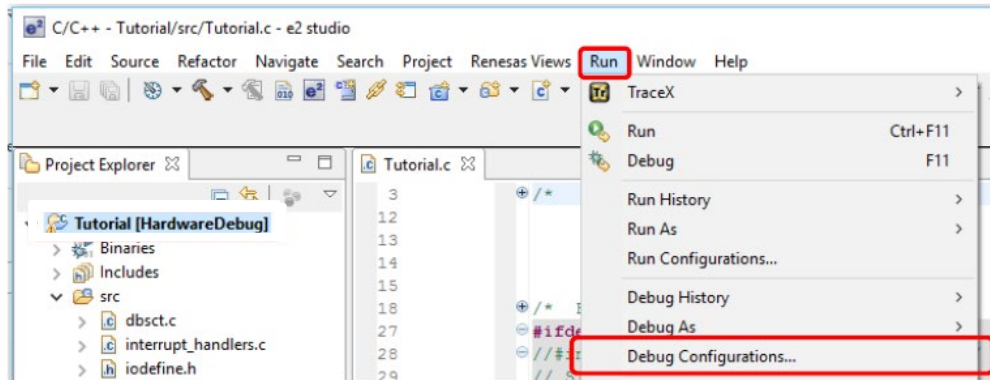 C/C++ - Tutorial/src/Tutorial.c - e2 studio
File Edit Source Refactor Navigate Search Project Renesas Views Run Window Help
TraceX
Run Ctrl+F11
Debug F11
Run History
Run As
Run Configurations...
Debug History
Debug As
Debug Configurations...
Project Explorer
Tutorial [HardwareDebug]
Binaries
Includes
src
dbsct.c
interrupt_handlers.c
iodefine.h
Tutorial.c
3 /*
12
13
14
15
18 /*
27 #ifde
28 //#i
29 //